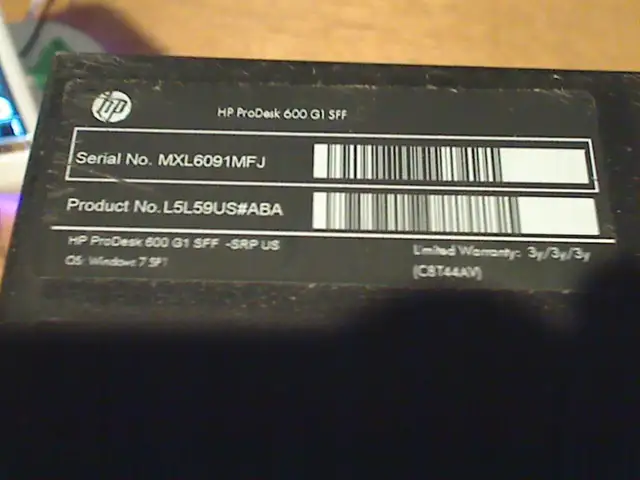 hp
HP ProDesk 600 G1 SFF
Serial No. MXL6091MFJ
Product No. L5L59US#ABA
HP ProDesk 600 G1 SFF -SRP US
OS: Windows 7 SP1
Limited Warranty: 3y/3y/3y
(C8T44AV)